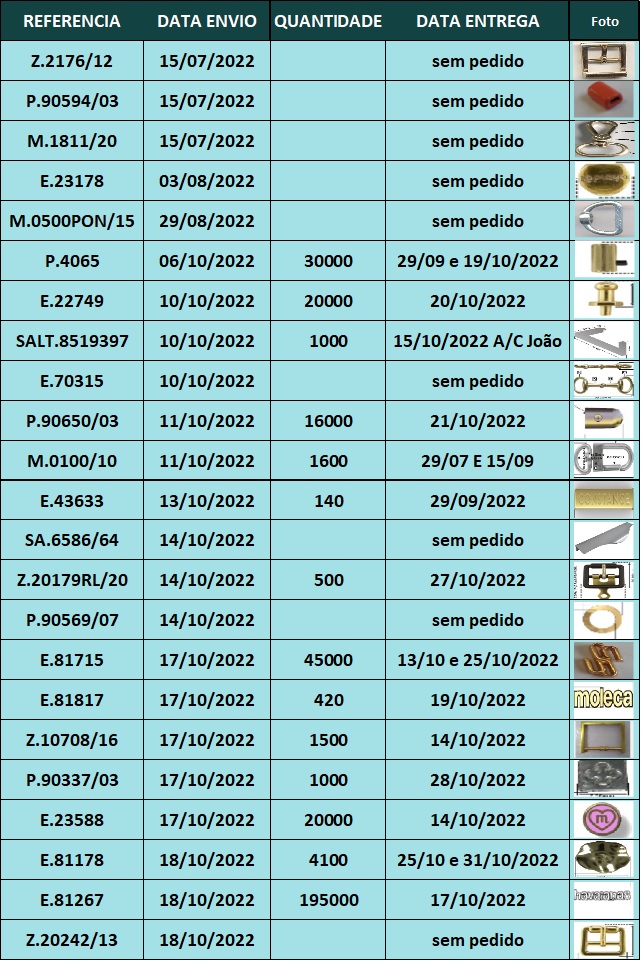 REFERENCIA DATA ENVIO QUANTIDADE DATA ENTREGA Foto
Z.2176/12 15/07/2022 sem pedido
P.90594/03 15/07/2022 sem pedido
M.1811/20 15/07/2022 sem pedido
E.23178 03/08/2022 sem pedido
M.0500PON/15 29/08/2022 sem pedido
P.4065 06/10/2022 30000 29/09 e 19/10/2022
E.22749 10/10/2022 20000 20/10/2022
SALT.8519397 10/10/2022 1000 15/10/2022 A/C João
E.70315 10/10/2022 sem pedido
P.90650/03 11/10/2022 16000 21/10/2022
M.0100/10 11/10/2022 1600 29/07 E 15/09
E.43633 13/10/2022 140 29/09/2022
SA.6586/64 14/10/2022 sem pedido
Z.20179RL/20 14/10/2022 500 27/10/2022
P.90569/07 14/10/2022 sem pedido
E.81715 17/10/2022 45000 13/10 e 25/10/2022
E.81817 17/10/2022 420 19/10/2022 moleca
Z.10708/16 17/10/2022 1500 14/10/2022
P.90337/03 17/10/2022 1000 28/10/2022
E.23588 17/10/2022 20000 14/10/2022 m
E.81178 18/10/2022 4100 25/10 e 31/10/2022
E.81267 18/10/2022 195000 17/10/2022 havaianas
Z.20242/13 18/10/2022 sem pedido